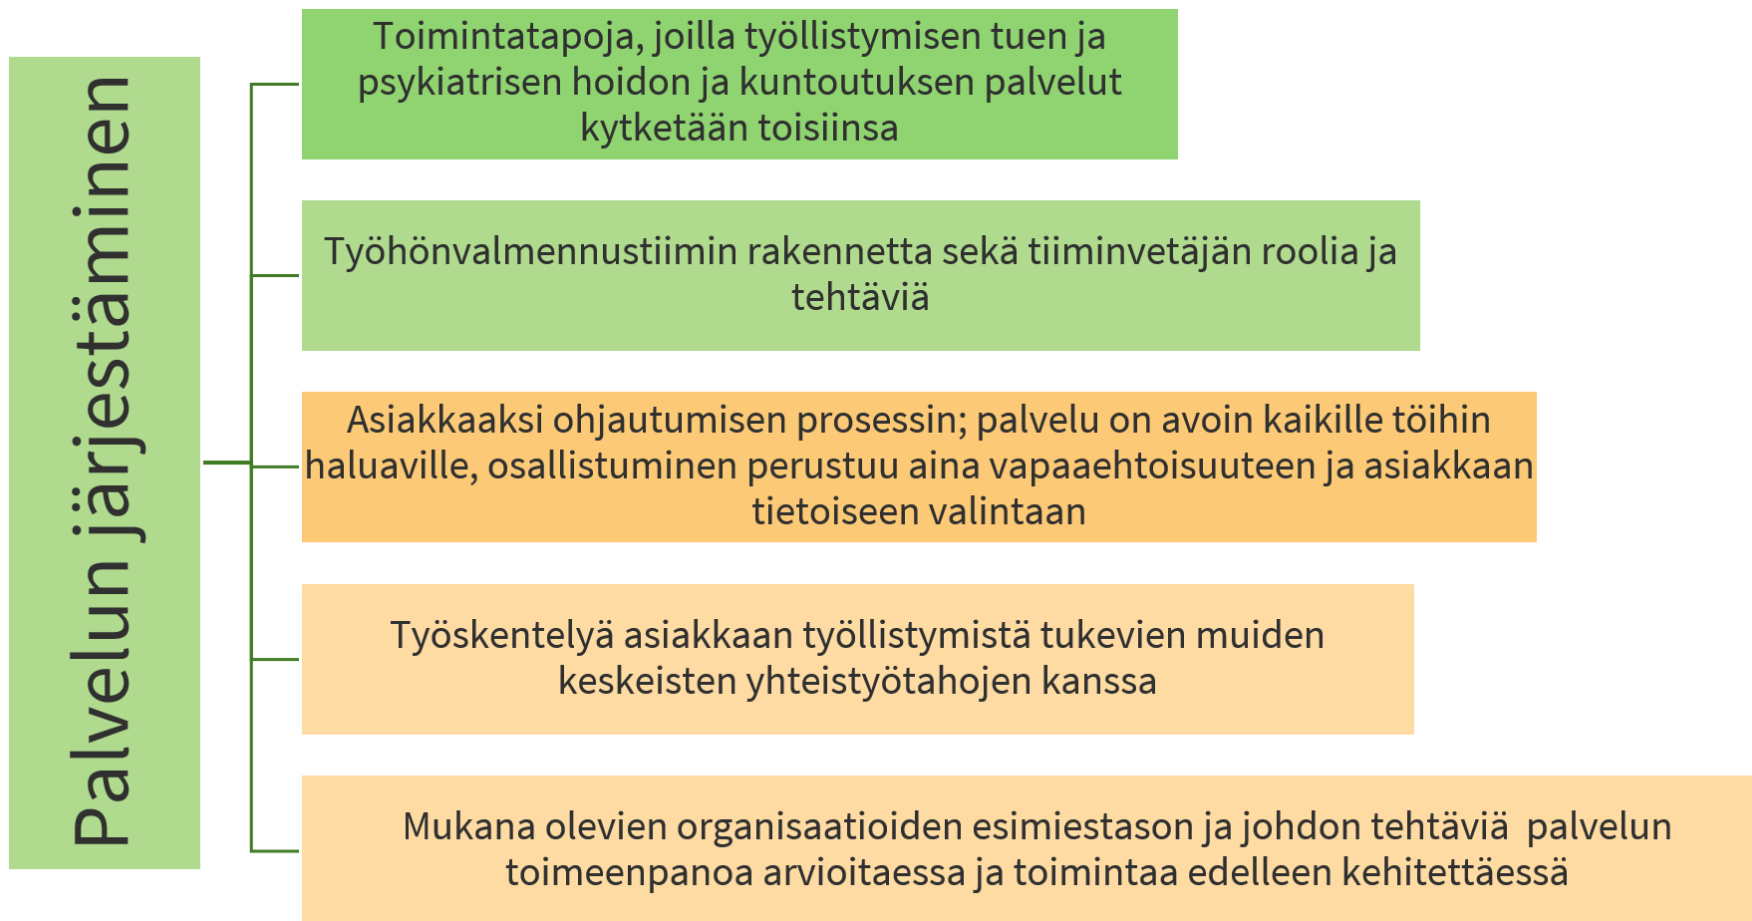 Palvelun järjestäminen
Toimintatapoja, joilla työllistymisen tuen ja
psykiatrisen hoidon ja kuntoutuksen palvelut
kytketään toisiinsa
Työhönvalmennustiimin rakennetta sekä tiiminvetäjän roolia ja
tehtäviä
Asiakkaaksi ohjautumisen prosessin; palvelu on avoin kaikille töihin
haluaville, osallistuminen perustuu aina vapaaehtoisuuteen ja asiakkaan
tietoiseen valintaan
Työskentelyä asiakkaan työllistymistä tukevien muiden
keskeisten yhteistyötahojen kanssa
Mukana olevien organisaatioiden esimiestason ja johdon tehtäviä palvelun
toimeenpanoa arvioitaessa ja toimintaa edelleen kehitettäessä